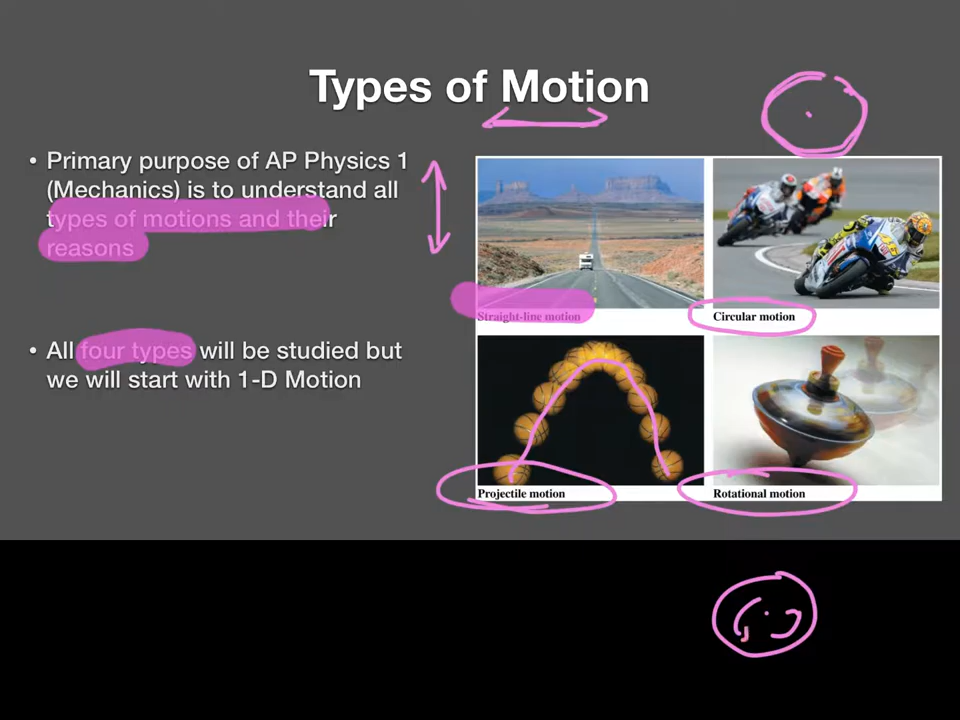 Types of Motion
• Primary purpose of AP Physics 1
(Mechanics) is to understand all
types of motions and their
reasons
• All four types will be studied but
we will start with 1-D Motion
Straight-line motion
Circular motion
Projectile motion
Rotational motion